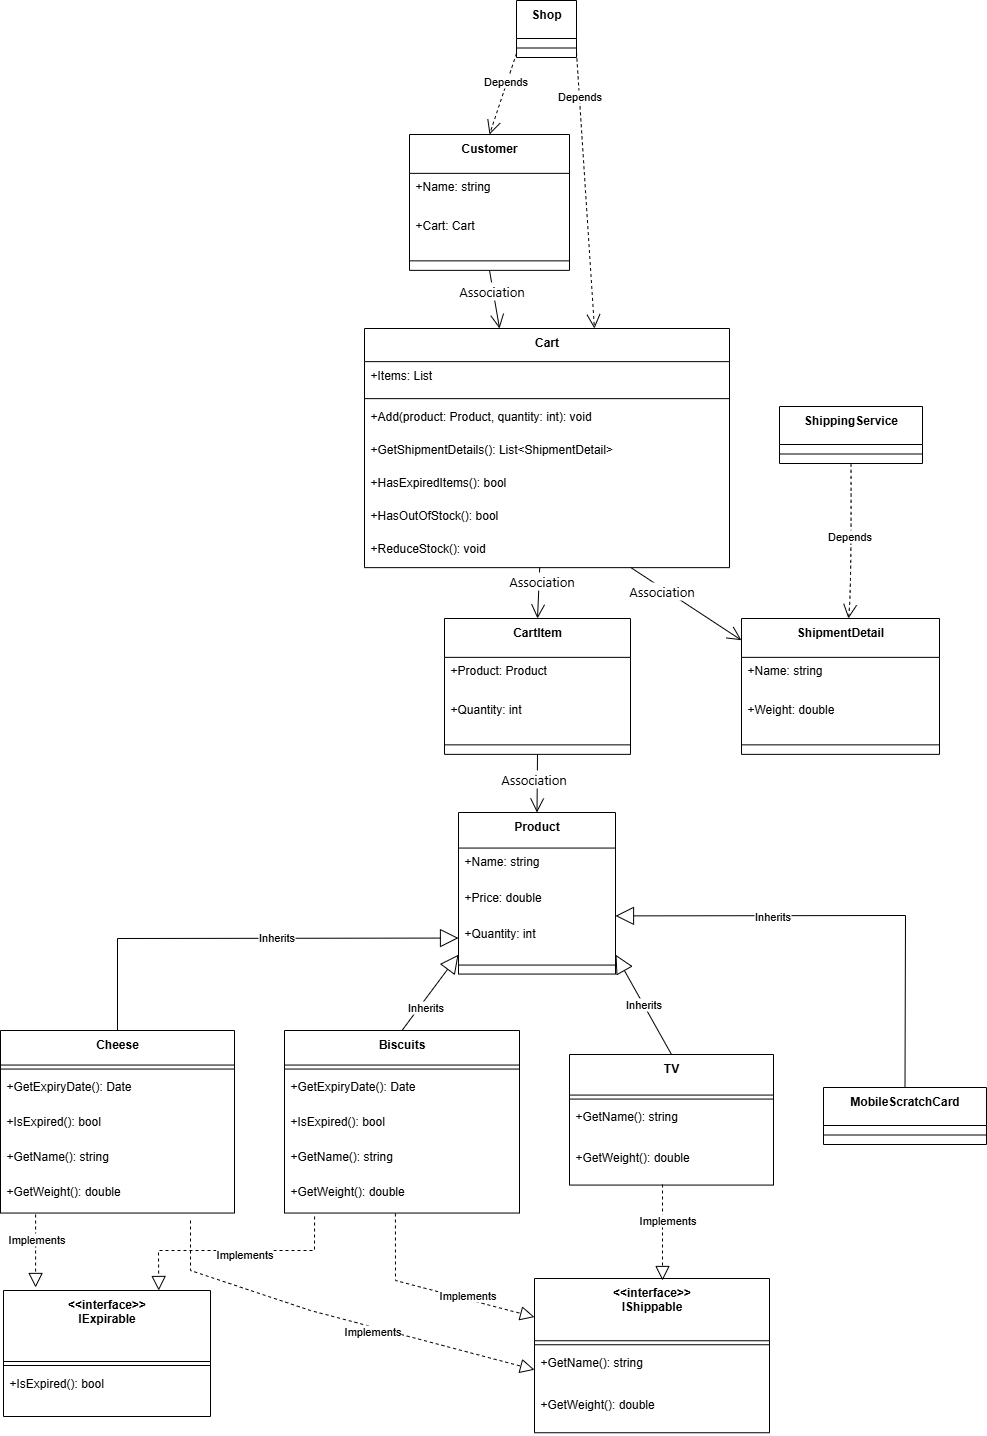 Shop
Depends
Depends
Customer
+Name: string
+Cart: Cart
Association
Cart
+Items: List
+Add(product: Product, quantity: int): void
+GetShipmentDetails(): List<ShipmentDetail>
+HasExpiredItems(): bool
+HasOutOfStock(): bool
+ReduceStock(): void
ShippingService
Depends
Association
Association
CartItem
+Product: Product
+Quantity: int
ShipmentDetail
+Name: string
+Weight: double
Association
Product
+Name: string
+Price: double
+Quantity: int
Inherits
Inherits
Inherits
Inherits
Cheese
+GetExpiryDate(): Date
+IsExpired(): bool
+GetName(): string
+GetWeight(): double
Biscuits
+GetExpiryDate(): Date
+IsExpired(): bool
+GetName(): string
+GetWeight(): double
TV
+GetName(): string
+GetWeight(): double
MobileScratchCard
Implements
Implements
Implements
Implements
Implements
<<interface>>
IExpirable
+IsExpired(): bool
<<interface>>
IShippable
+GetName(): string
+GetWeight(): double